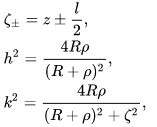 ζ± = z ± l/2,
h² = 4Rρ/(R + ρ)²,
k² = 4Rρ/((R + ρ)² + ζ²),